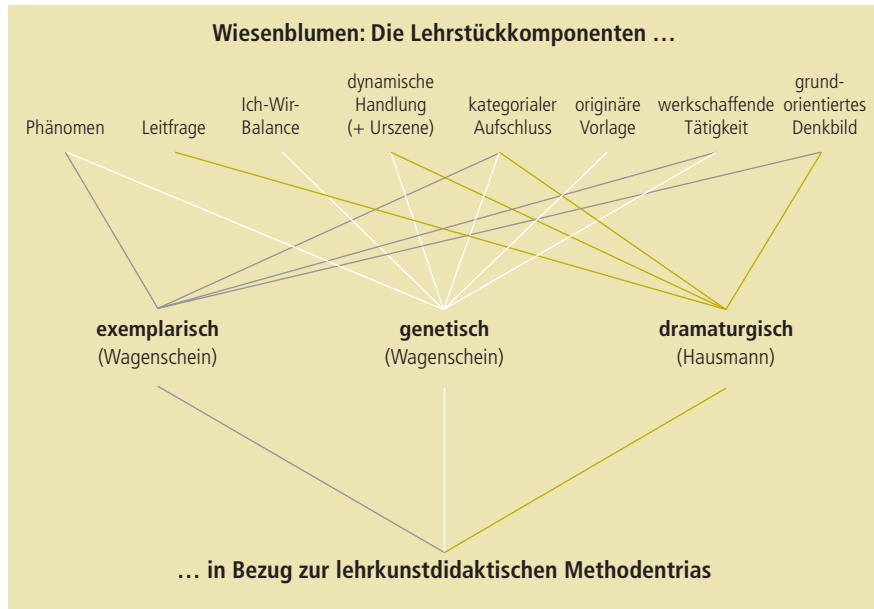 Wiesenblumen: Die Lehrstückkomponenten …
Phänomen
Leitfrage
Ich-Wir-
Balance
dynamische
Handlung
(+ Urszene)
kategorialer
Aufschluss
originäre
Vorlage
werkschaffende
Tätigkeit
grund-
orientiertes
Denkbild
exemplarisch
(Wagenschein)
genetisch
(Wagenschein)
dramaturgisch
(Hausmann)
… in Bezug zur lehrkunstdidaktischen Methodentrias